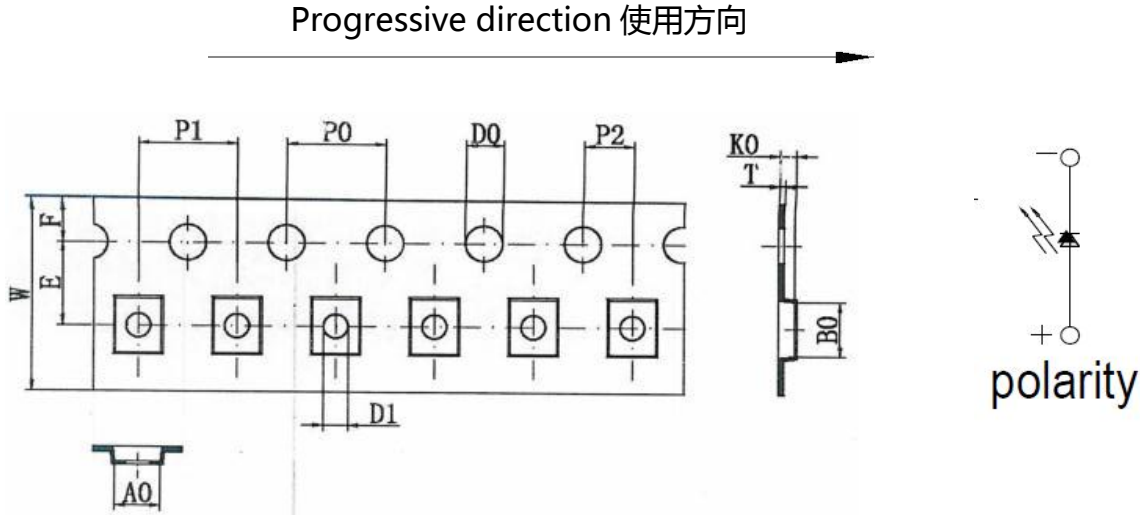 Progressive direction 使用方向
P1 P0 D0 P2
K0
T
F
E
W
B0
D1
A0
−
+
polarity